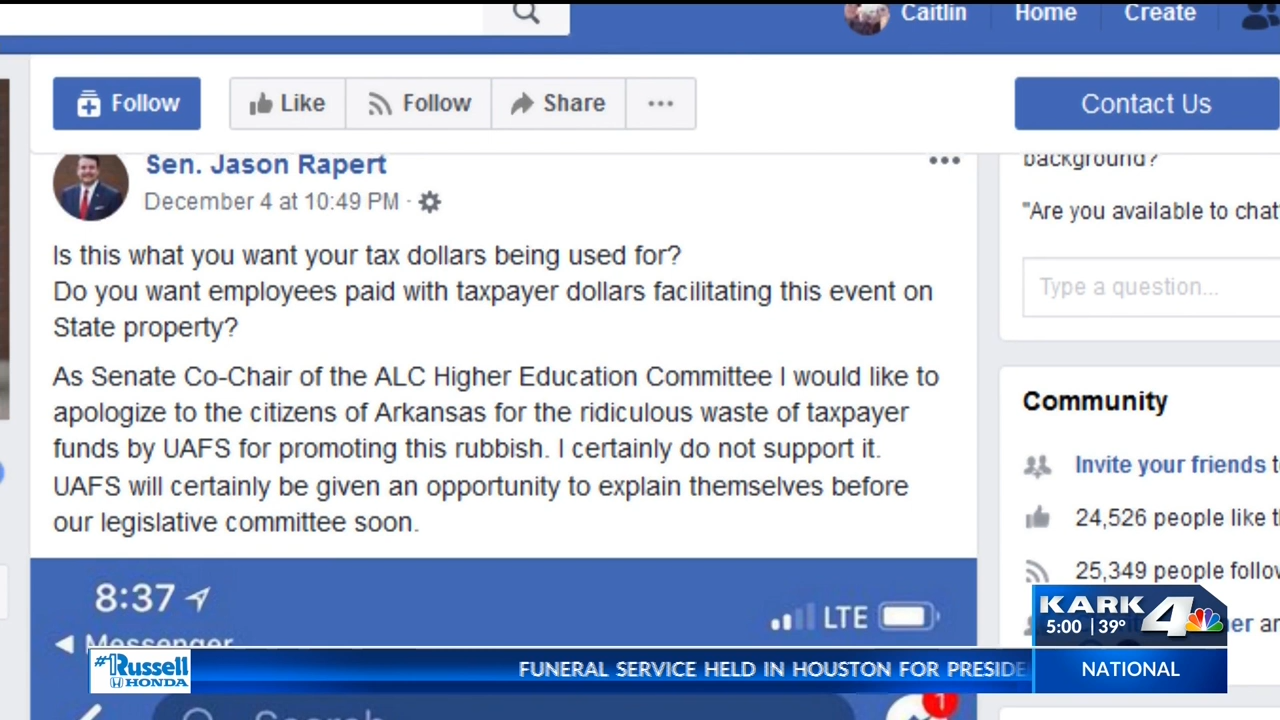 Caitlin
Home
Create
Follow
Like
Follow
Share
Contact Us
Sen. Jason Rapert
December 4 at 10:49 PM ·
Is this what you want your tax dollars being used for?
Do you want employees paid with taxpayer dollars facilitating this event on
State property?
As Senate Co-Chair of the ALC Higher Education Committee I would like to
apologize to the citizens of Arkansas for the ridiculous waste of taxpayer
funds by UAFS for promoting this rubbish. I certainly do not support it.
UAFS will certainly be given an opportunity to explain themselves before
our legislative committee soon.
background?
"Are you available to chat
Type a question...
Community
Invite your friends
24,526 people like
25,349 people follow
8:37
LTE
Messenger
Search
1
KARK 4
5:00 | 39°
#1 Russell
HONDA
FUNERAL SERVICE HELD IN HOUSTON FOR PRESIDE
NATIONAL